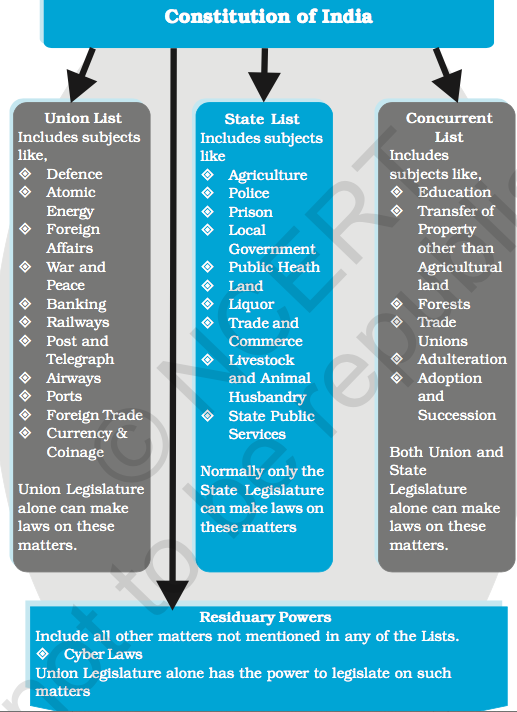 Constitution of India
Union List
Includes subjects
like,
Defence
Atomic
Energy
Foreign
Affairs
War and
Peace
Banking
Railways
Post and
Telegraph
Airways
Ports
Foreign Trade
Currency &
Coinage
Union Legislature
alone can make
laws on these
matters.
State List
Includes subjects
like
Agriculture
Police
Prison
Local
Government
Public Heath
Land
Liquor
Trade and
Commerce
Livestock
and Animal
Husbandry
State Public
Services
Normally only the
State Legislature
can make laws on
these matters
Concurrent
List
Includes
subjects like,
Education
Transfer of
Property
other than
Agricultural
land
Forests
Trade
Unions
Adulteration
Adoption
and
Succession
Both Union and
State
Legislature
alone can make
laws on these
matters.
Residuary Powers
Include all other matters not mentioned in any of the Lists.
Cyber Laws
Union Legislature alone has the power to legislate on such
matters
© NCERT
not to be republis